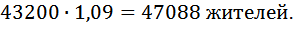 43200 · 1,09 = 47088 жителей.